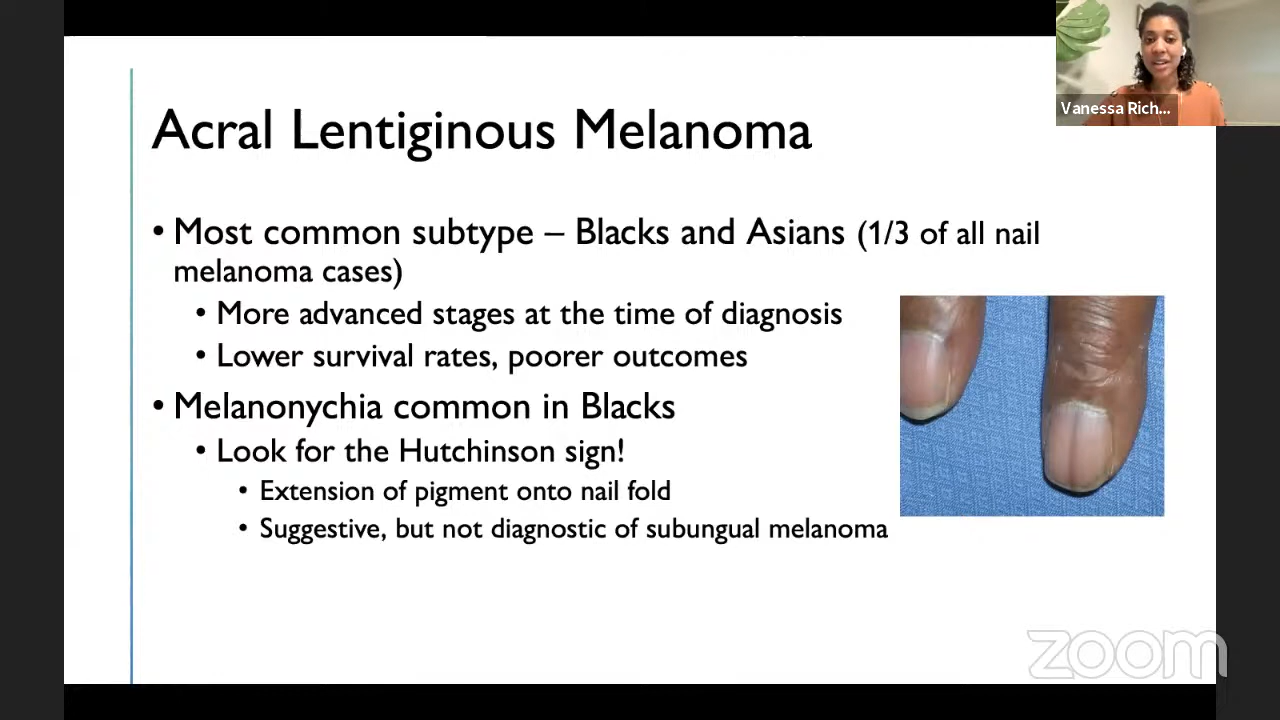 Vanessa Rich...
Acral Lentiginous Melanoma
• Most common subtype – Blacks and Asians (1/3 of all nail
melanoma cases)
• More advanced stages at the time of diagnosis
• Lower survival rates, poorer outcomes
• Melanonychia common in Blacks
• Look for the Hutchinson sign!
• Extension of pigment onto nail fold
• Suggestive, but not diagnostic of subungual melanoma
zoom